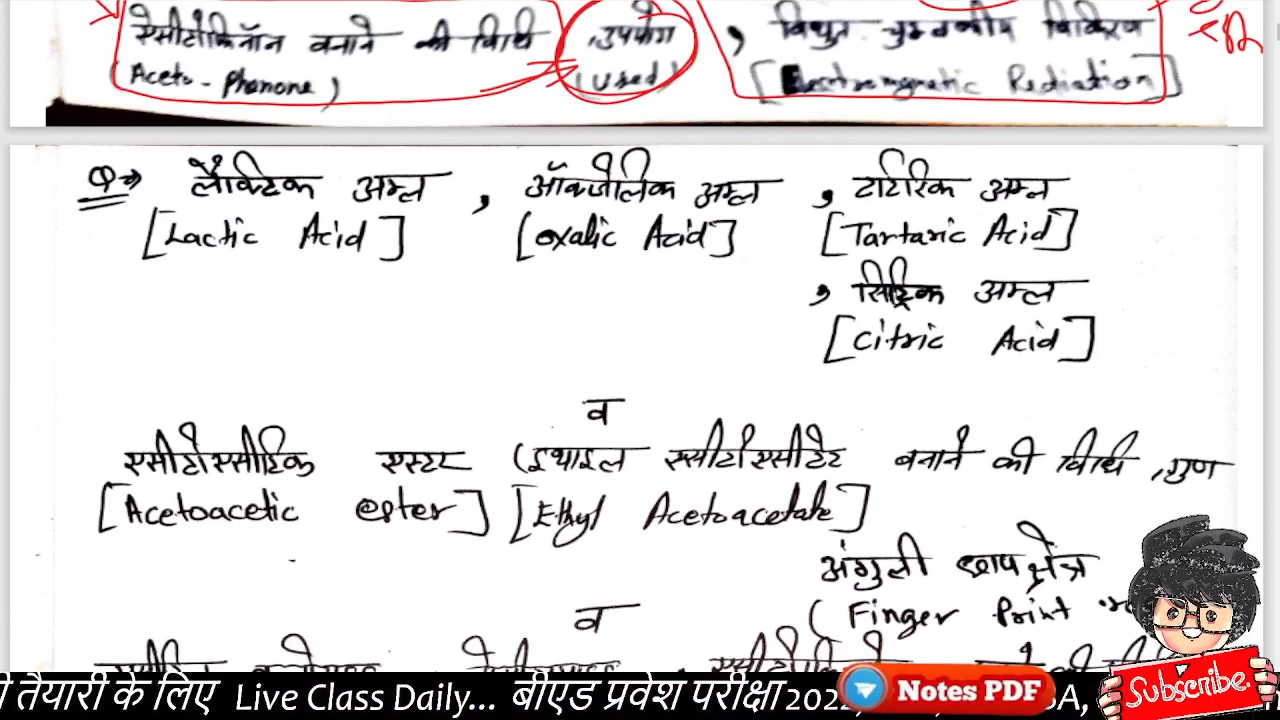 ऐसीटोफिनॉन बनाने की विधि , उपयोग , विधुत चुम्बकीय विकिरण
(Aceto - Phenone) (Used) [Electromagnetic Rediation]
Q⇒ लैक्टिक अम्ल , ऑक्जेलिक अम्ल , टार्टरिक अम्ल
[Lactic Acid] [Oxalic Acid] [Tartaric Acid]
, सिट्रिक अम्ल
[Citric Acid]
व
एसीटोएसीटिक एस्टर (इथाइल एसीटोएसीटेट बनाने की विधि , गुण
[Acetoacetic ester] [Ethyl Acetoacetate]
अंगुली छाप क्षेत्र
(Finger Print
व
ी तैयारी के लिए Live Class Daily... बीएड प्रवेश परीक्षा 2022,
Notes PDF
Subscribe